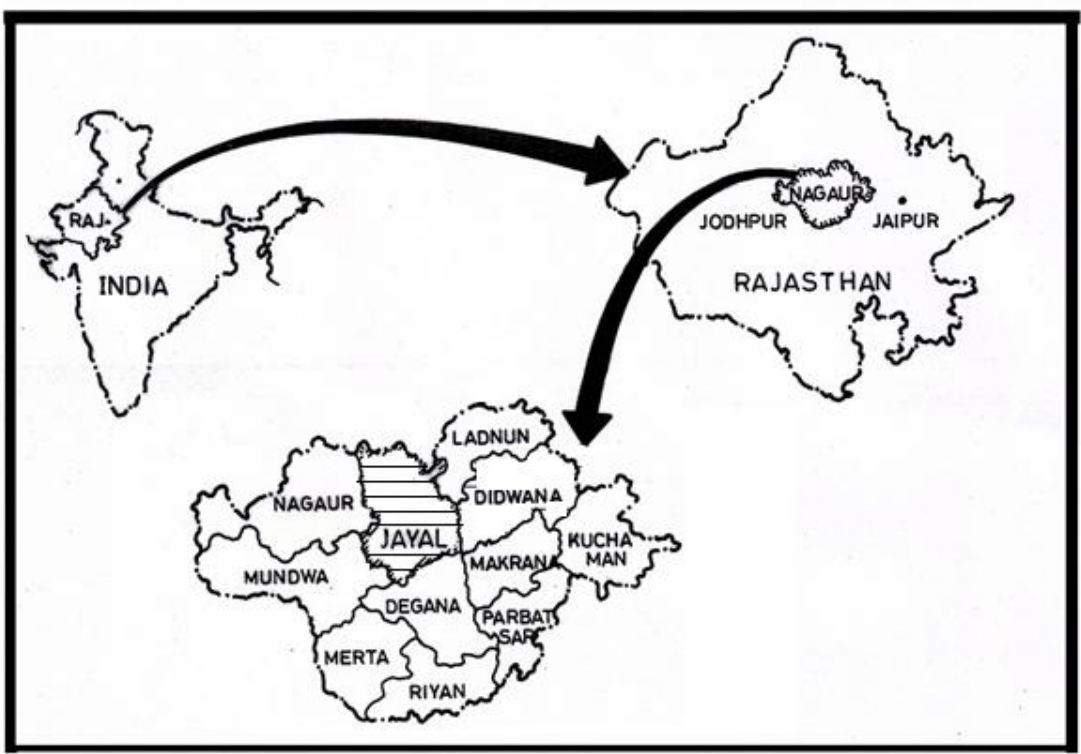 RAJ.
INDIA
NAGAUR
JODHPUR
JAIPUR
RAJASTHAN
LADNUN
NAGAUR
DIDWANA
JAYAL
KUCHA
MAN
MAKRANA
MUNDWA
DEGANA
PARBAT
SAR
MERTA
RIYAN